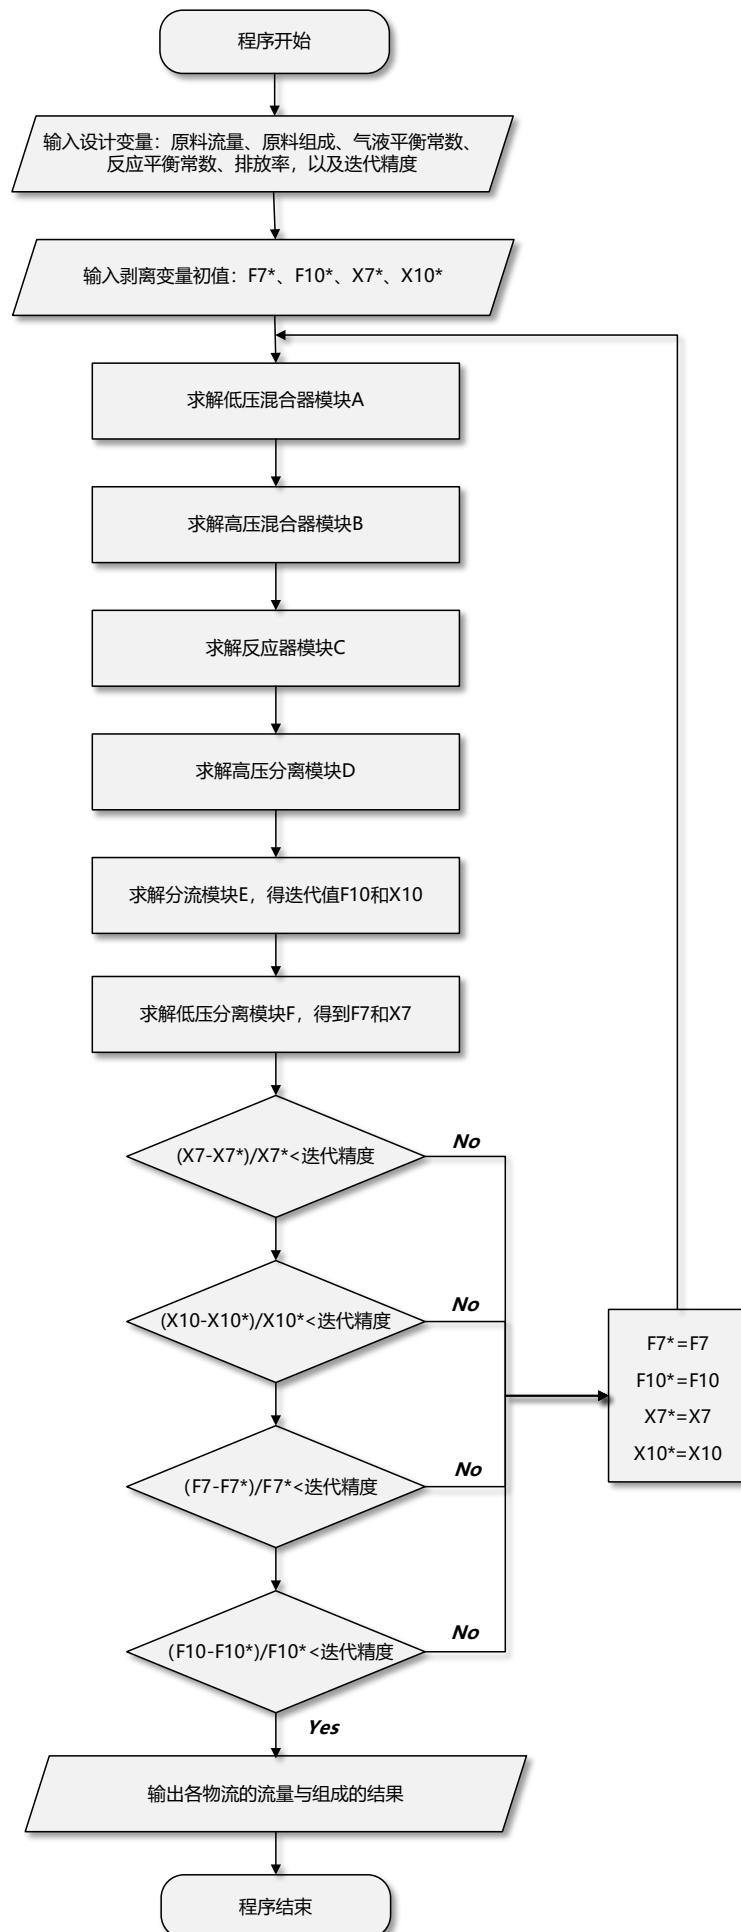 程序开始
输入设计变量：原料流量、原料组成、气液平衡常数、
反应平衡常数、排放率，以及迭代精度
输入剥离变量初值：F7*、F10*、X7*、X10*
求解低压混合器模块A
求解高压混合器模块B
求解反应器模块C
求解高压分离模块D
求解分流模块E，得迭代值F10和X10
求解低压分离模块F，得到F7和X7
(X7-X7*)/X7*<迭代精度
No
(X10-X10*)/X10*<迭代精度
No
F7*=F7
F10*=F10
X7*=X7
X10*=X10
(F7-F7*)/F7*<迭代精度
No
(F10-F10*)/F10*<迭代精度
No
Yes
输出各物流的流量与组成的结果
程序结束